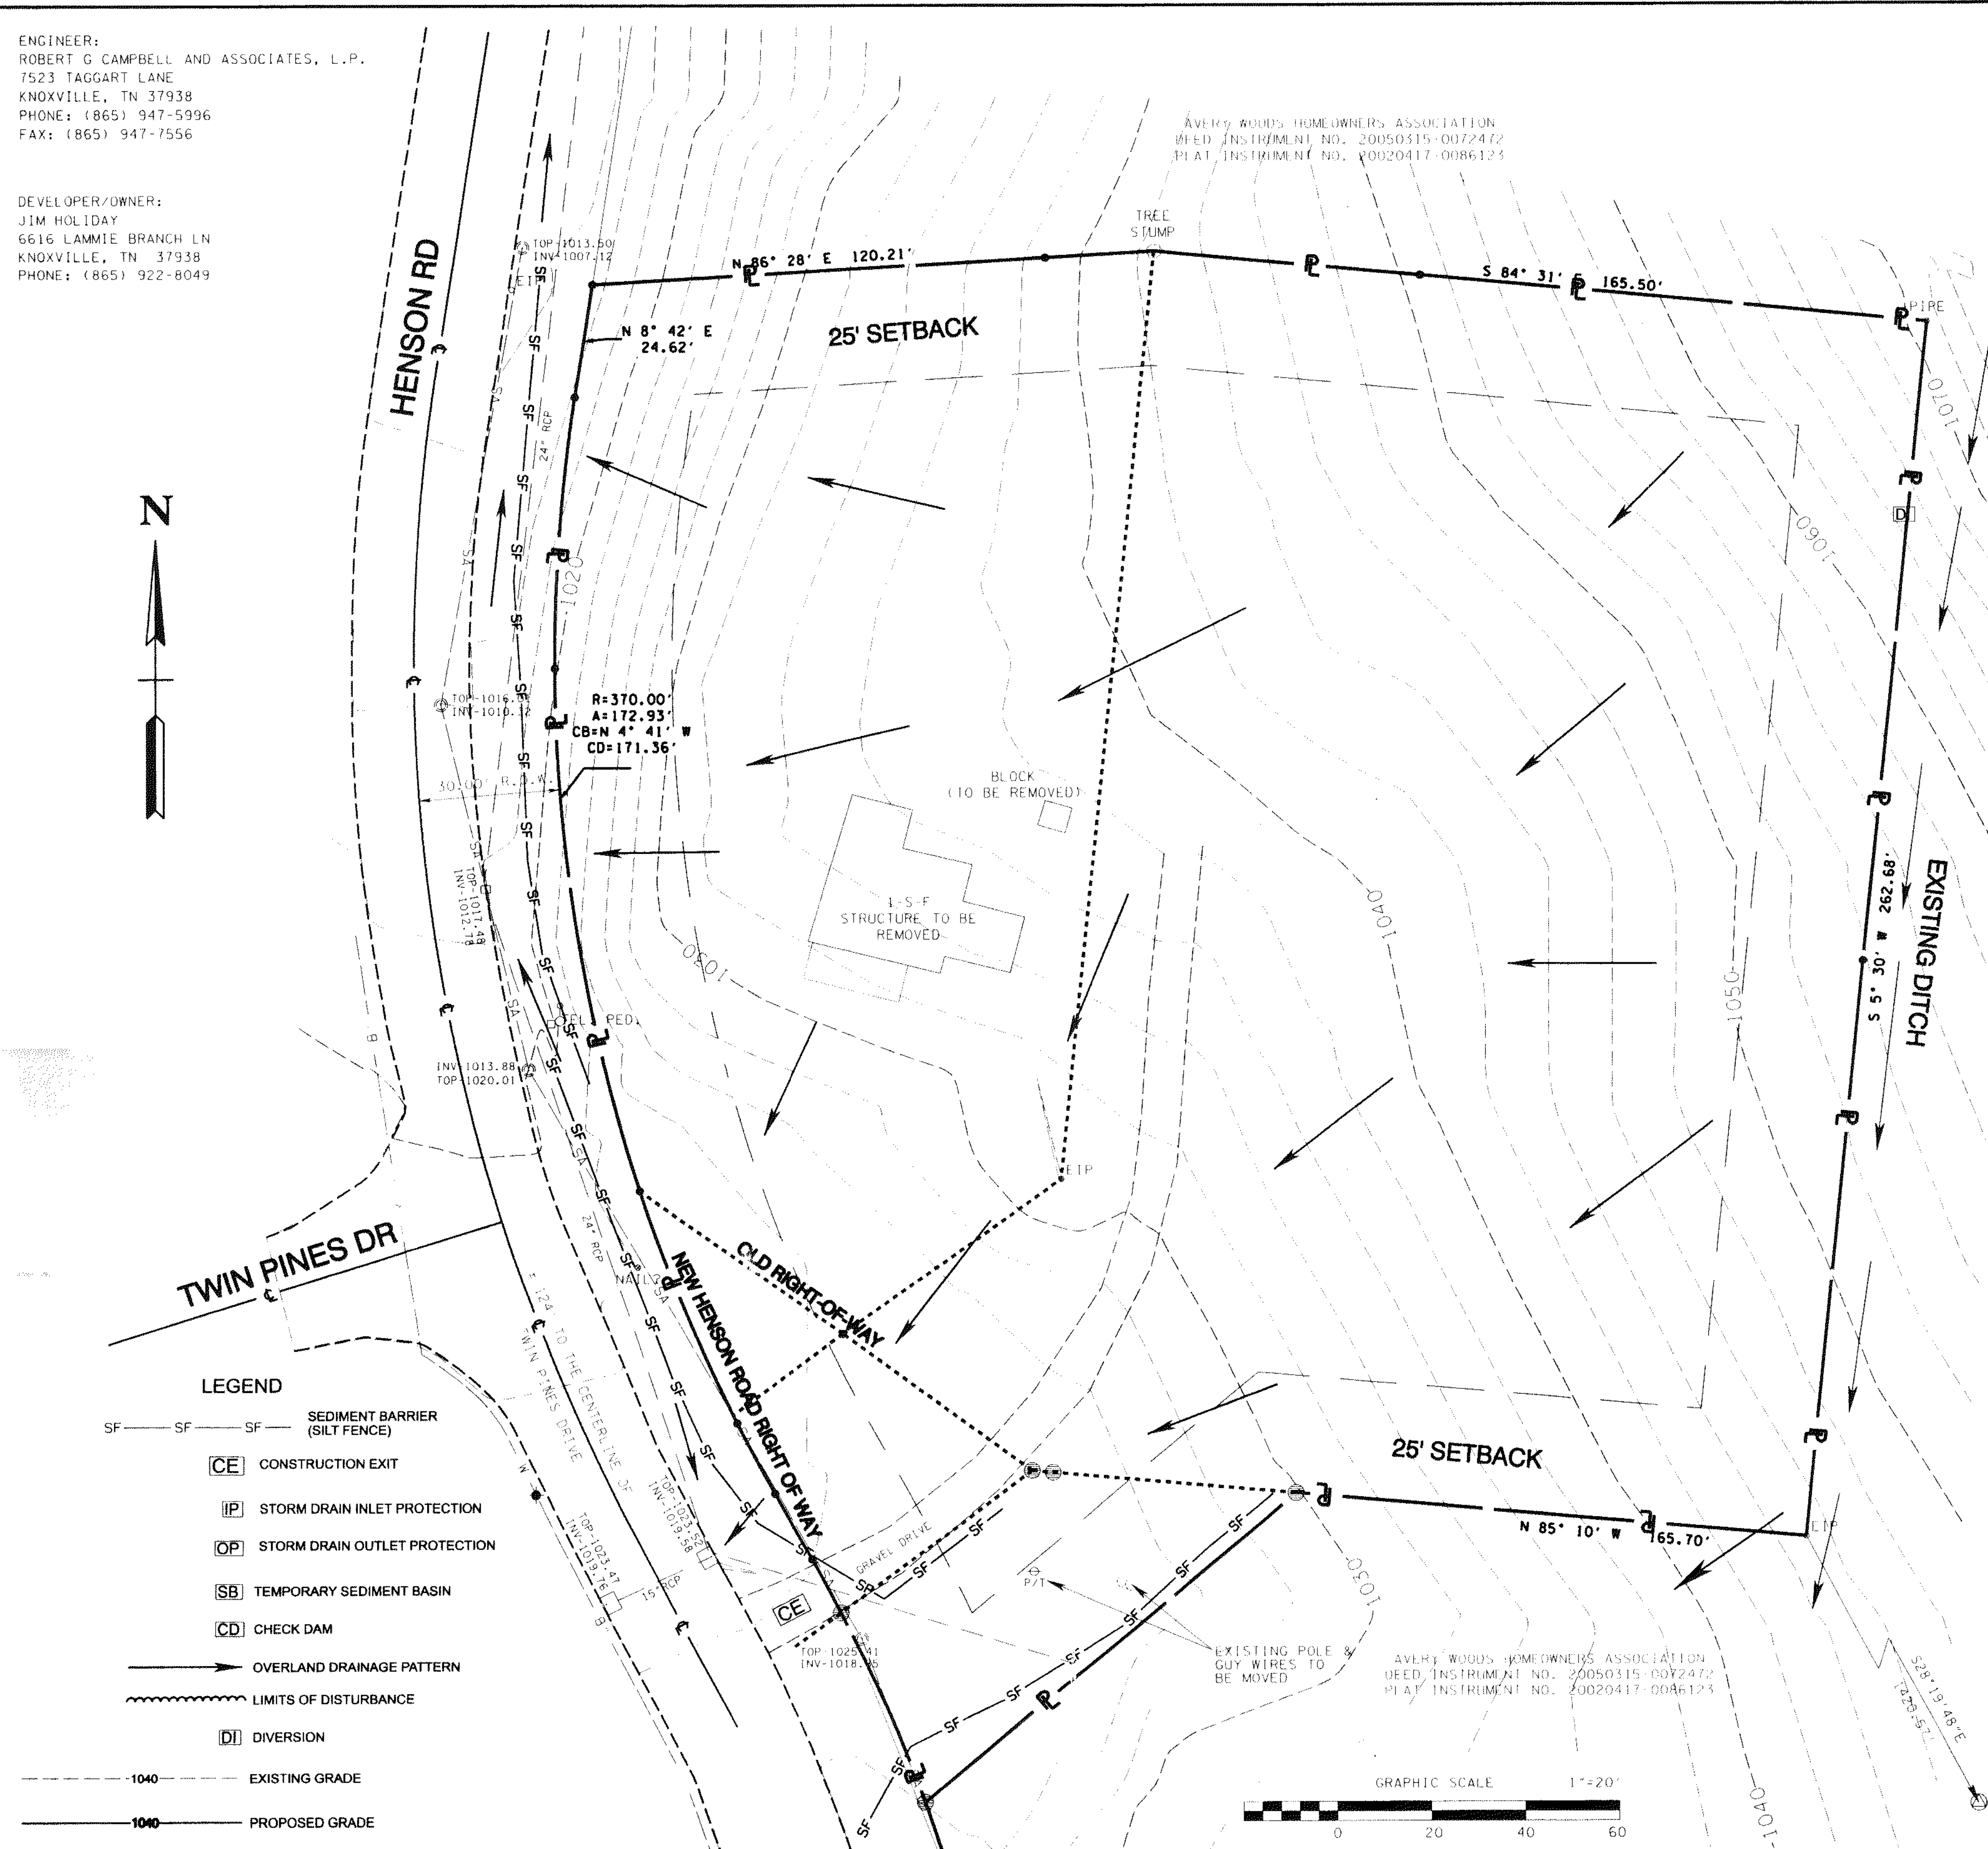 ENGINEER:
ROBERT G CAMPBELL AND ASSOCIATES, L.P.
7523 TAGGART LANE
KNOXVILLE, TN 37938
PHONE: (865) 947-5996
FAX: (865) 947-7556
DEVELOPER/OWNER:
JIM HOLIDAY
6616 LAMMIE BRANCH LN
KNOXVILLE, TN 37938
PHONE: (865) 922-8049
AVERY WOODS HOMEOWNERS ASSOCIATION
DEED INSTRUMENT NO. 20050315-0072472
PLAT INSTRUMENT NO. 20020417-0086123
TREE
STUMP
HENSON RD
TOP-1013.50
INV-1007.12
N 86° 28' E 120.21'
S 84° 31' E 165.50'
PIPE
N 8° 42' E
24.62'
25' SETBACK
24" RCP
1070
1060
DI
N
1020
TOP-1016.
INV-1010.12
R=370.00'
A=172.93'
CB=N 4° 41' W
CD=171.36'
30.00' R.O.W.
BLOCK
(TO BE REMOVED)
TOP-1017.48
INV-1012.78
1-S-F
STRUCTURE TO BE
REMOVED
1030
1040
1050
S 5° 30' W 262.68'
EXISTING DITCH
TEL. PED.
INV-1013.88
TOP-1020.01
EIP
TWIN PINES DR
24" RCP
NAIL
OLD RIGHT-OF-WAY
NEW HENSON ROAD RIGHT OF WAY
124' TO THE CENTERLINE OF
TWIN PINES DRIVE
25' SETBACK
N 85° 10' W 165.70'
EIP
TOP-1023.52
INV-1019.58
TOP-1023.47
INV-1019.76
15" RCP
GRAVEL DRIVE
P/T
CE
TOP-1025.41
INV-1018.
EXISTING POLE &
GUY WIRES TO
BE MOVED
1030
AVERY WOODS HOMEOWNERS ASSOCIATION
DEED INSTRUMENT NO. 20050315-0072472
PLAT INSTRUMENT NO. 20020417-0086123
S28°19'48"E
1040
LEGEND
SF SF SF SEDIMENT BARRIER
(SILT FENCE)
CE CONSTRUCTION EXIT
IP STORM DRAIN INLET PROTECTION
OP STORM DRAIN OUTLET PROTECTION
SB TEMPORARY SEDIMENT BASIN
CD CHECK DAM
OVERLAND DRAINAGE PATTERN
LIMITS OF DISTURBANCE
DI DIVERSION
1040 EXISTING GRADE
1040 PROPOSED GRADE
GRAPHIC SCALE 1"=20'
0 20 40 60